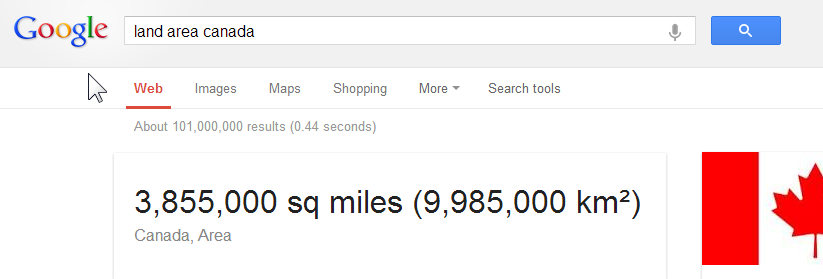 Google land area canada
Web Images Maps Shopping More Search tools
About 101,000,000 results (0.44 seconds)
3,855,000 sq miles (9,985,000 km²)
Canada, Area